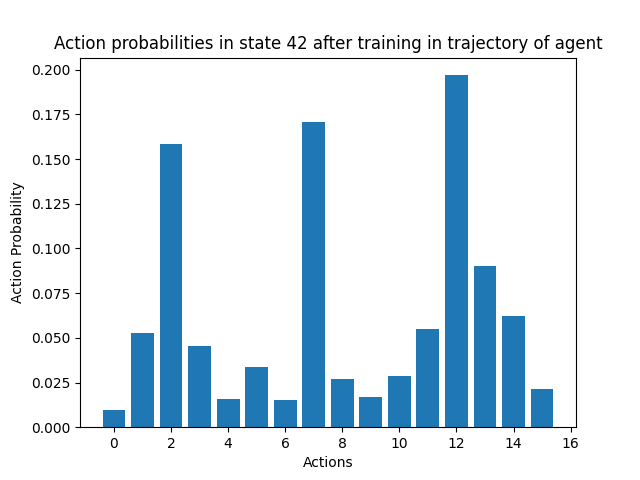 Action probabilities in state 42 after training in trajectory of agent
0.200
0.175
0.150
0.125
0.100
0.075
0.050
0.025
0.000
Action Probability
0 2 4 6 8 10 12 14 16
Actions